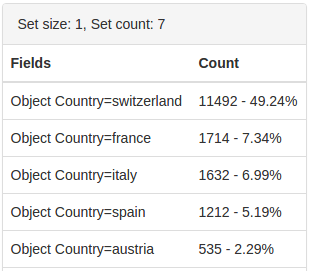 Set size: 1, Set count: 7
Fields Count
Object Country=switzerland 11492 - 49.24%
Object Country=france 1714 - 7.34%
Object Country=italy 1632 - 6.99%
Object Country=spain 1212 - 5.19%
Object Country=austria 535 - 2.29%